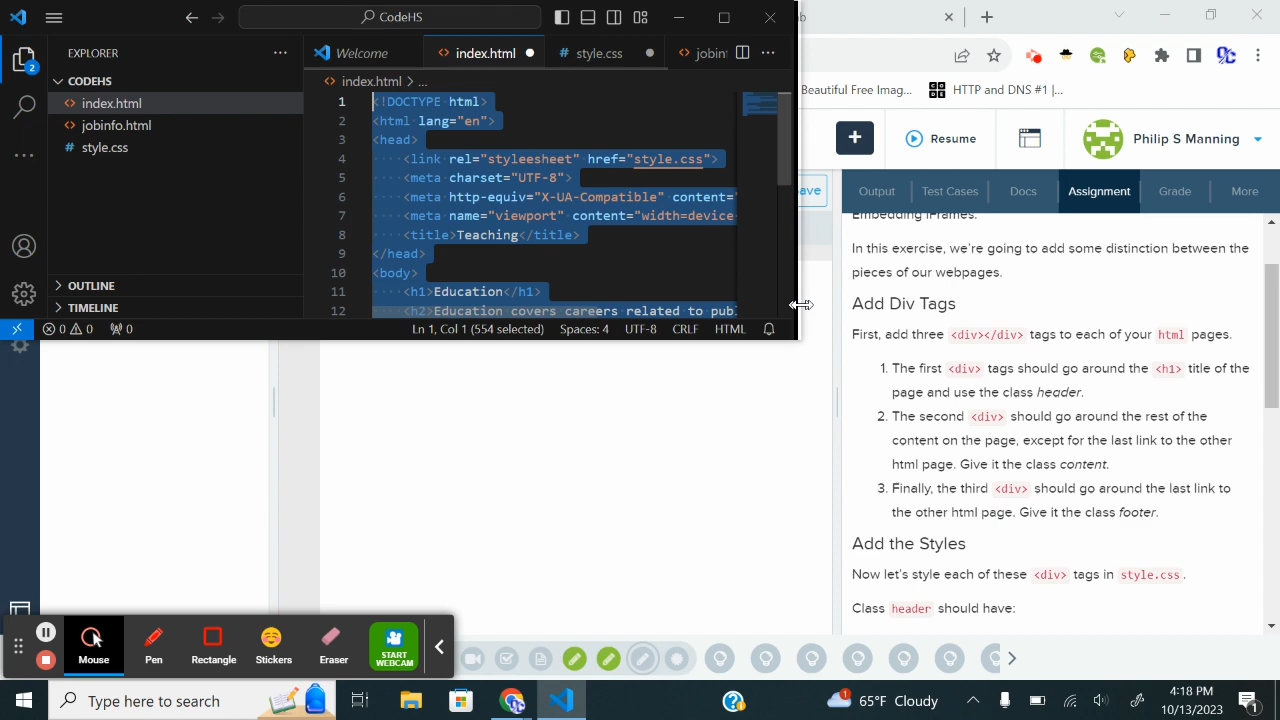 CodeHS
ab
EXPLORER
Welcome
index.html
style.css
jobin
Beautiful Free Imag...
HTTP and DNS #1 |...
2
CODEHS
index.html
jobinfo.html
style.css
index.html > ...
1 <!DOCTYPE html>
2 <html lang="en">
3 <head>
4 <link rel="styleesheet" href="style.css">
5 <meta charset="UTF-8">
6 <meta http-equiv="X-UA-Compatible" content="
7 <meta name="viewport" content="width=device
8 <title>Teaching</title>
9 </head>
10 <body>
11 <h1>Education</h1>
12 <h2>Education covers careers related to publ
OUTLINE
TIMELINE
0 0 0
Ln 1, Col 1 (554 selected)
Spaces: 4
UTF-8
CRLF
HTML
+
Resume
Philip S Manning
ave
Output
Test Cases
Docs
Assignment
Grade
More
Embedding iFrames.
In this exercise, we're going to add some distinction between the
pieces of our webpages.
Add Div Tags
First, add three <div></div> tags to each of your html pages.
1. The first <div> tags should go around the <h1> title of the
page and use the class header.
2. The second <div> should go around the rest of the
content on the page, except for the last link to the other
html page. Give it the class content.
3. Finally, the third <div> should go around the last link to
the other html page. Give it the class footer.
Add the Styles
Now let's style each of these <div> tags in style.css.
Class header should have:
Mouse
Pen
Rectangle
Stickers
Eraser
START
WEBCAM
Type here to search
1
65°F Cloudy
4:18 PM
10/13/2023
1